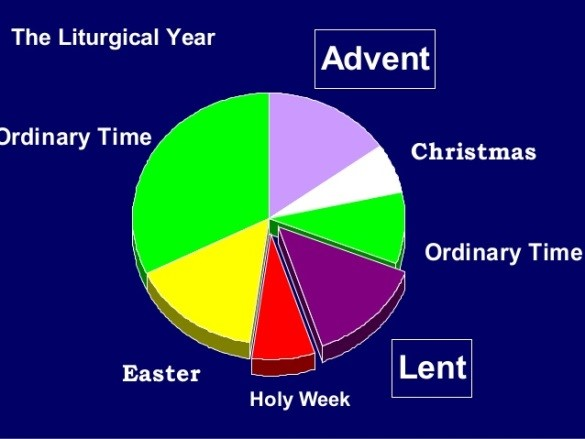 The Liturgical Year
Advent
Ordinary Time
Christmas
Ordinary Time
Lent
Easter
Holy Week